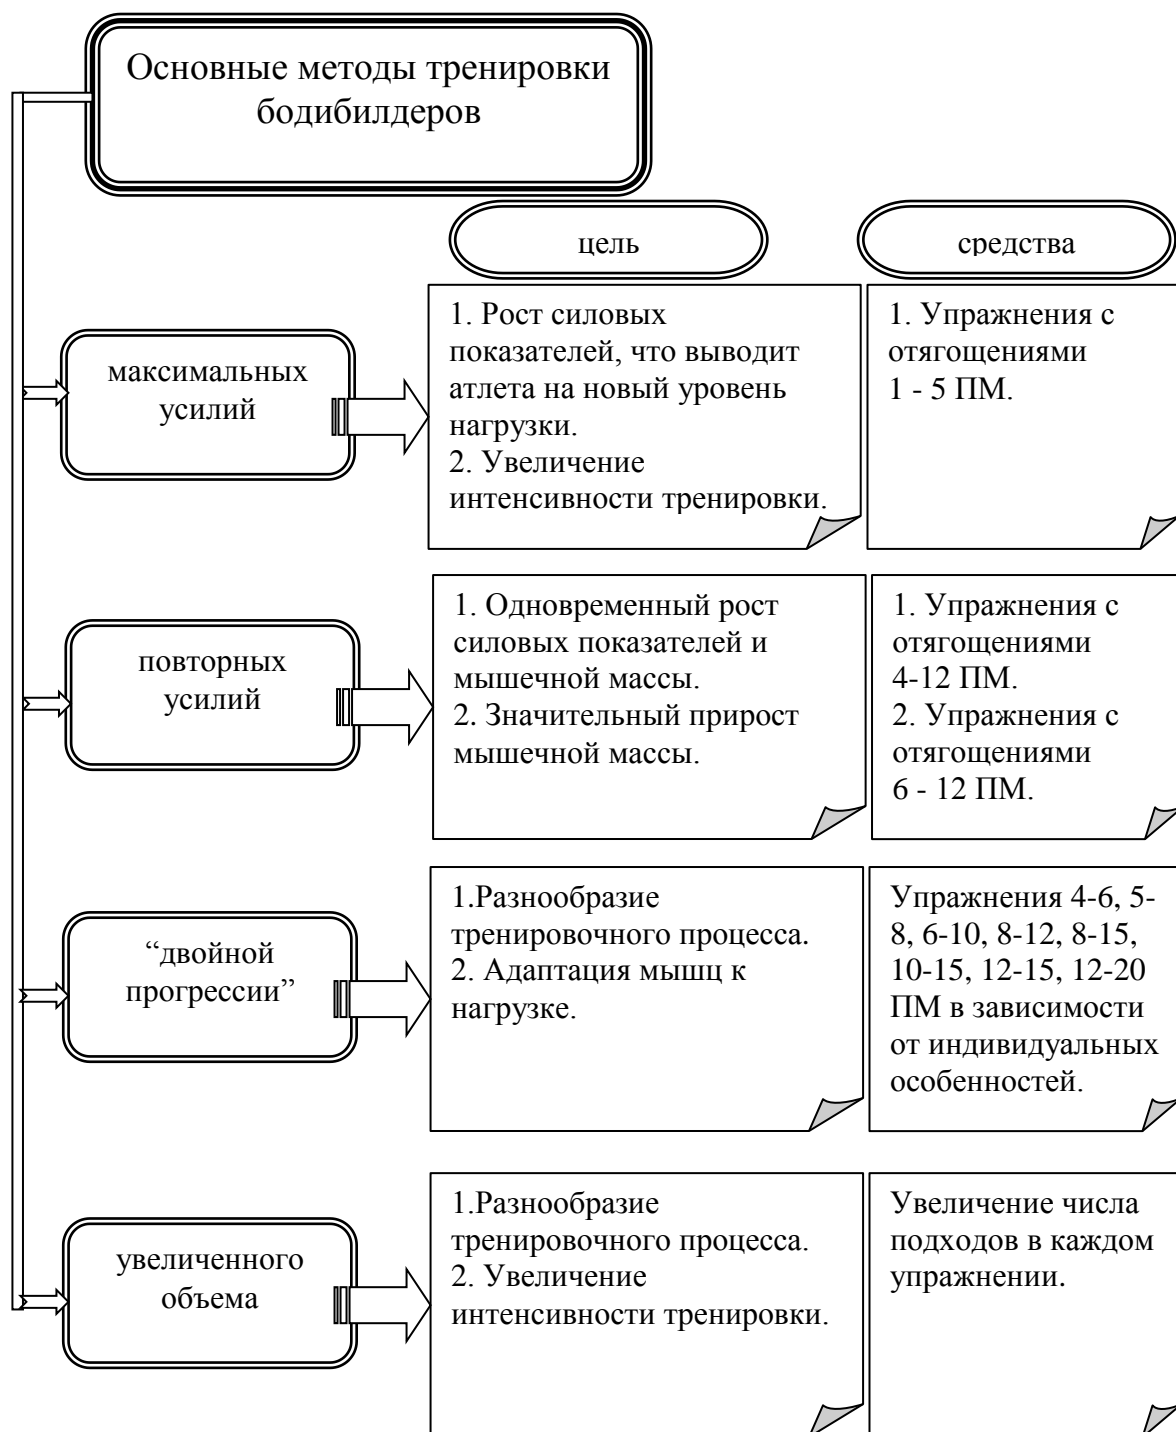 Основные методы тренировки
бодибилдеров
цель
средства
максимальных
усилий
1. Рост силовых
показателей, что выводит
атлета на новый уровень
нагрузки.
2. Увеличение
интенсивности тренировки.
1. Упражнения с
отягощениями
1 - 5 ПМ.
повторных
усилий
1. Одновременный рост
силовых показателей и
мышечной массы.
2. Значительный прирост
мышечной массы.
1. Упражнения с
отягощениями
4-12 ПМ.
2. Упражнения с
отягощениями
6 - 12 ПМ.
“двойной
прогрессии”
1.Разнообразие
тренировочного процесса.
2. Адаптация мышц к
нагрузке.
Упражнения 4-6, 5-
8, 6-10, 8-12, 8-15,
10-15, 12-15, 12-20
ПМ в зависимости
от индивидуальных
особенностей.
увеличенного
объема
1.Разнообразие
тренировочного процесса.
2. Увеличение
интенсивности тренировки.
Увеличение числа
подходов в каждом
упражнении.